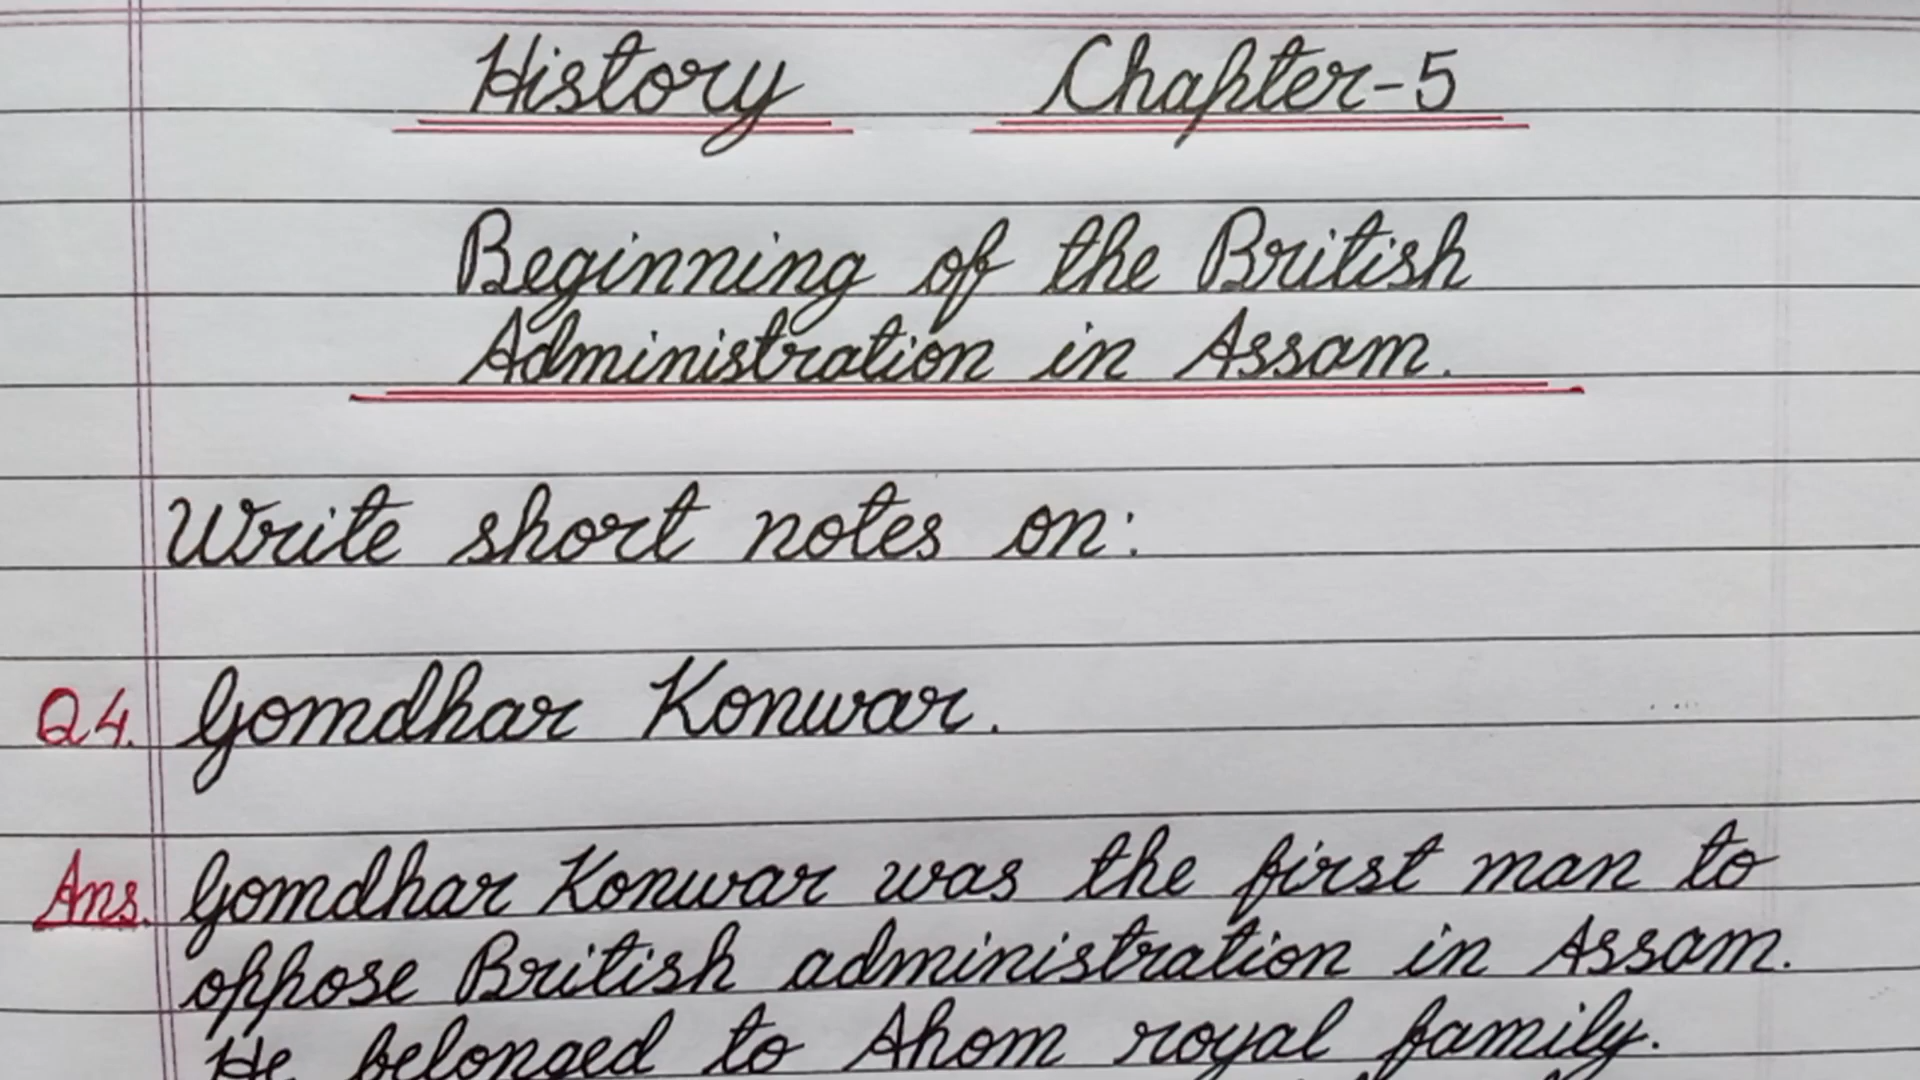 History Chapter-5
Beginning of the British
Administration in Assam.
Write short notes on:
Q4. Gomdhar Konwar.
Ans. Gomdhar Konwar was the first man to
oppose British administration in Assam.
He belonged to Ahom royal family.